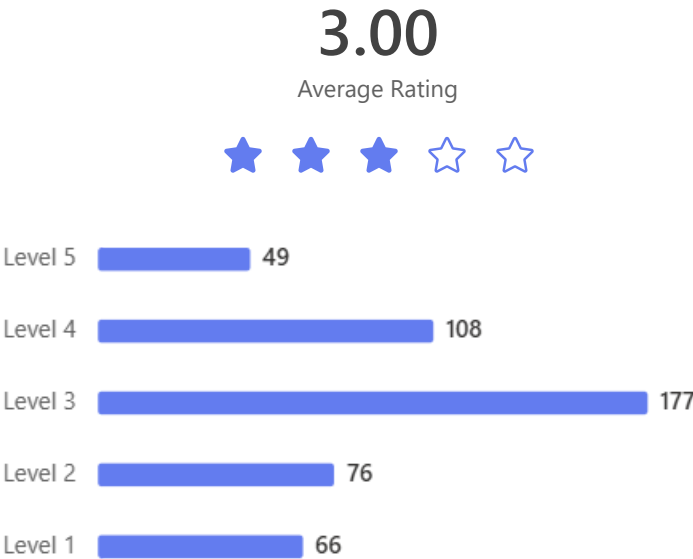 3.00
Average Rating
Level 5 49
Level 4 108
Level 3 177
Level 2 76
Level 1 66